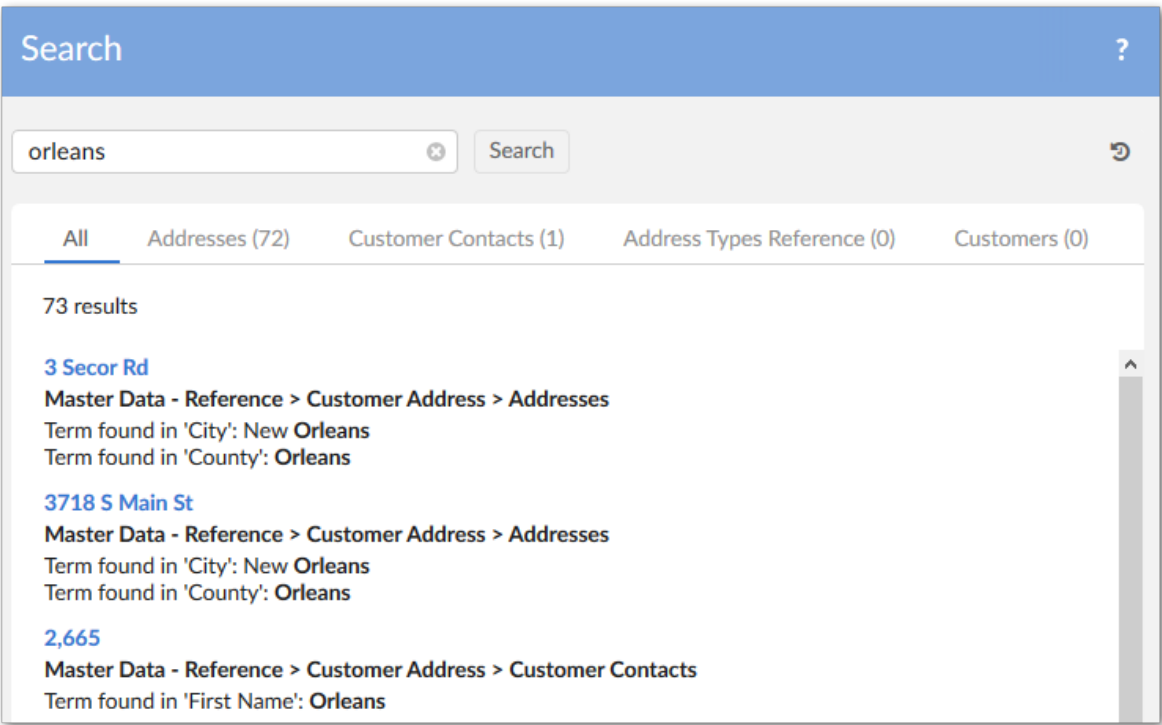 Search ?
orleans Search
All Addresses (72) Customer Contacts (1) Address Types Reference (0) Customers (0)
73 results
3 Secor Rd
Master Data - Reference > Customer Address > Addresses
Term found in 'City': New Orleans
Term found in 'County': Orleans
3718 S Main St
Master Data - Reference > Customer Address > Addresses
Term found in 'City': New Orleans
Term found in 'County': Orleans
2,665
Master Data - Reference > Customer Address > Customer Contacts
Term found in 'First Name': Orleans